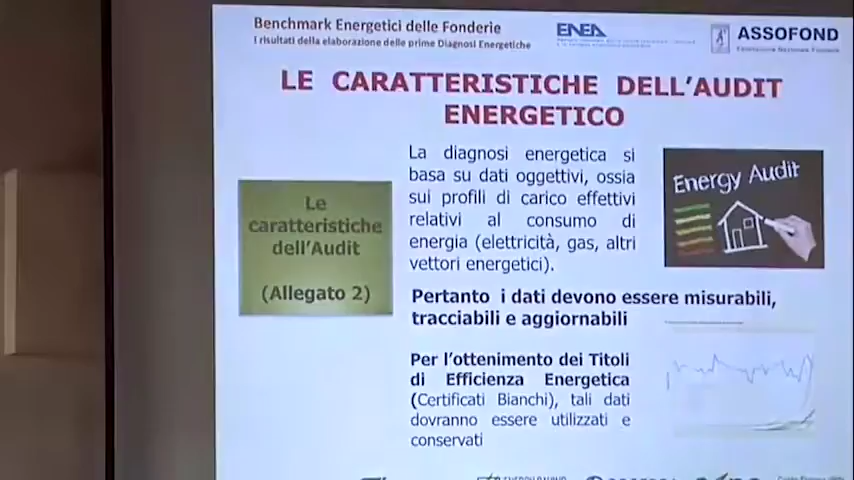 Benchmark Energetici delle Fonderie
I risultati della elaborazione delle prime Diagnosi Energetiche
ENEA
ASSOFOND
LE CARATTERISTICHE DELL'AUDIT
ENERGETICO
Le
caratteristiche
dell'Audit
(Allegato 2)
La diagnosi energetica si
basa su dati oggettivi, ossia
sui profili di carico effettivi
relativi al consumo di
energia (elettricità, gas, altri
vettori energetici).
Energy Audit
Pertanto i dati devono essere misurabili,
tracciabili e aggiornabili
Per l'ottenimento dei Titoli
di Efficienza Energetica
(Certificati Bianchi), tali dati
dovranno essere utilizzati e
conservati